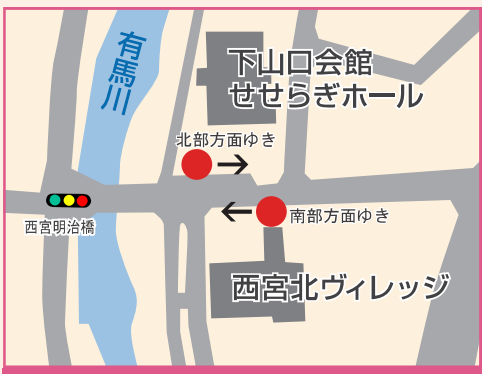 有馬川
下山口会館
せせらぎホール
北部方面ゆき
南部方面ゆき
西宮明治橋
西宮北ヴィレッジ